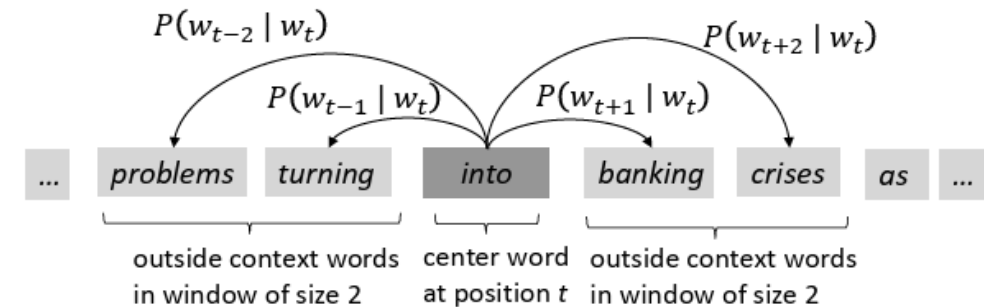 P(w_{t−2} | w_t)
P(w_{t+2} | w_t)
P(w_{t−1} | w_t)
P(w_{t+1} | w_t)
... problems turning into banking crises as ...
outside context words
in window of size 2
center word
at position t
outside context words
in window of size 2